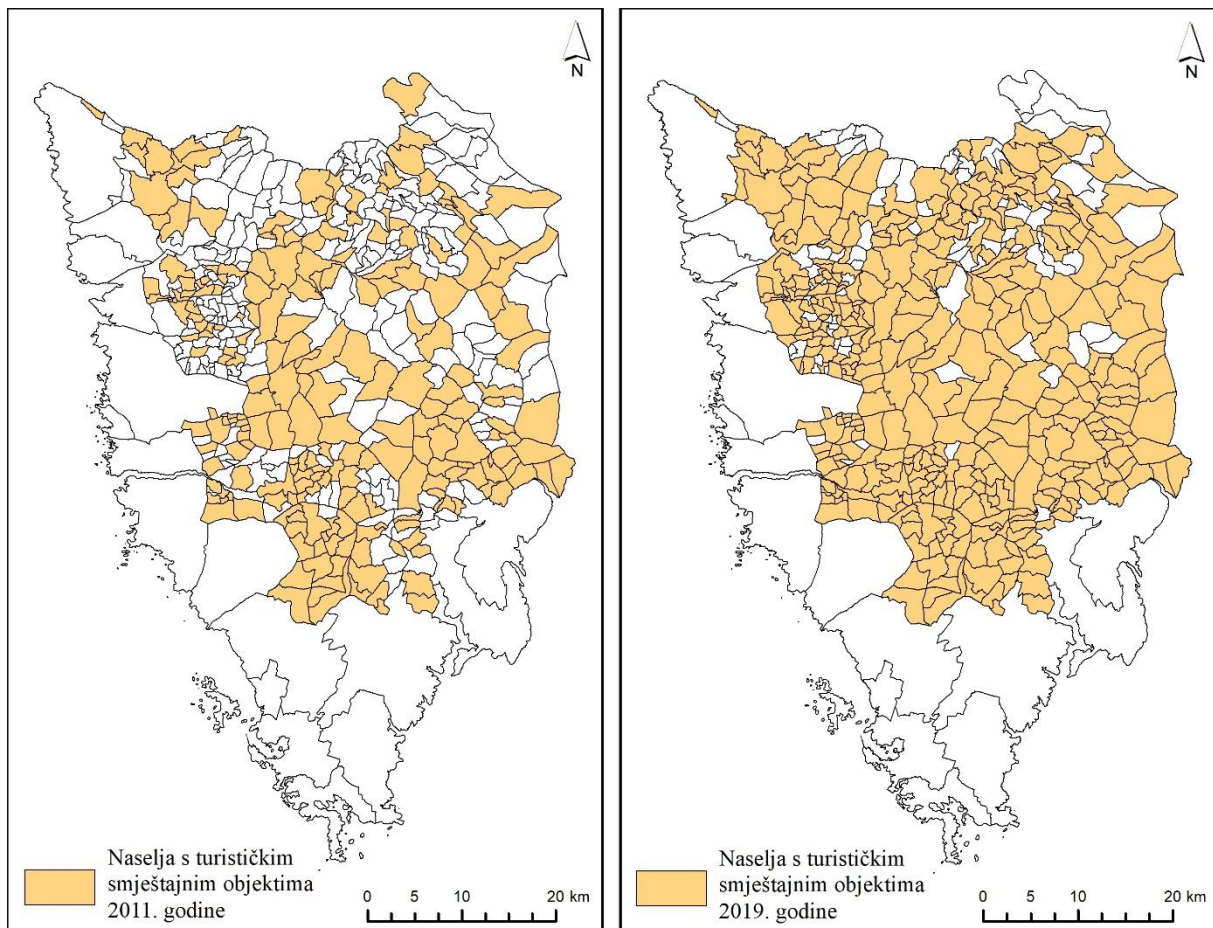 N
Naselja s turističkim
smještajnim objektima
2011. godine
0 5 10 20 km
N
Naselja s turističkim
smještajnim objektima
2019. godine
0 5 10 20 km